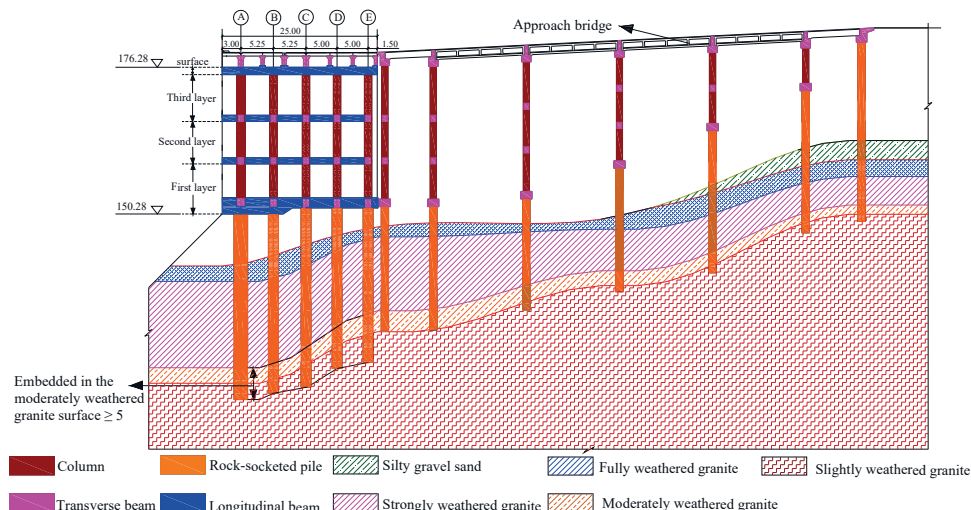 A B C D E
25.00
3.00 5.25 5.25 5.00 5.00 1.50
Approach bridge
176.28
surface
Third layer
Second layer
First layer
150.28
Embedded in the
moderately weathered
granite surface ≥ 5
Column
Rock-socketed pile
Silty gravel sand
Fully weathered granite
Slightly weathered granite
Transverse beam
Longitudinal beam
Strongly weathered granite
Moderately weathered granite